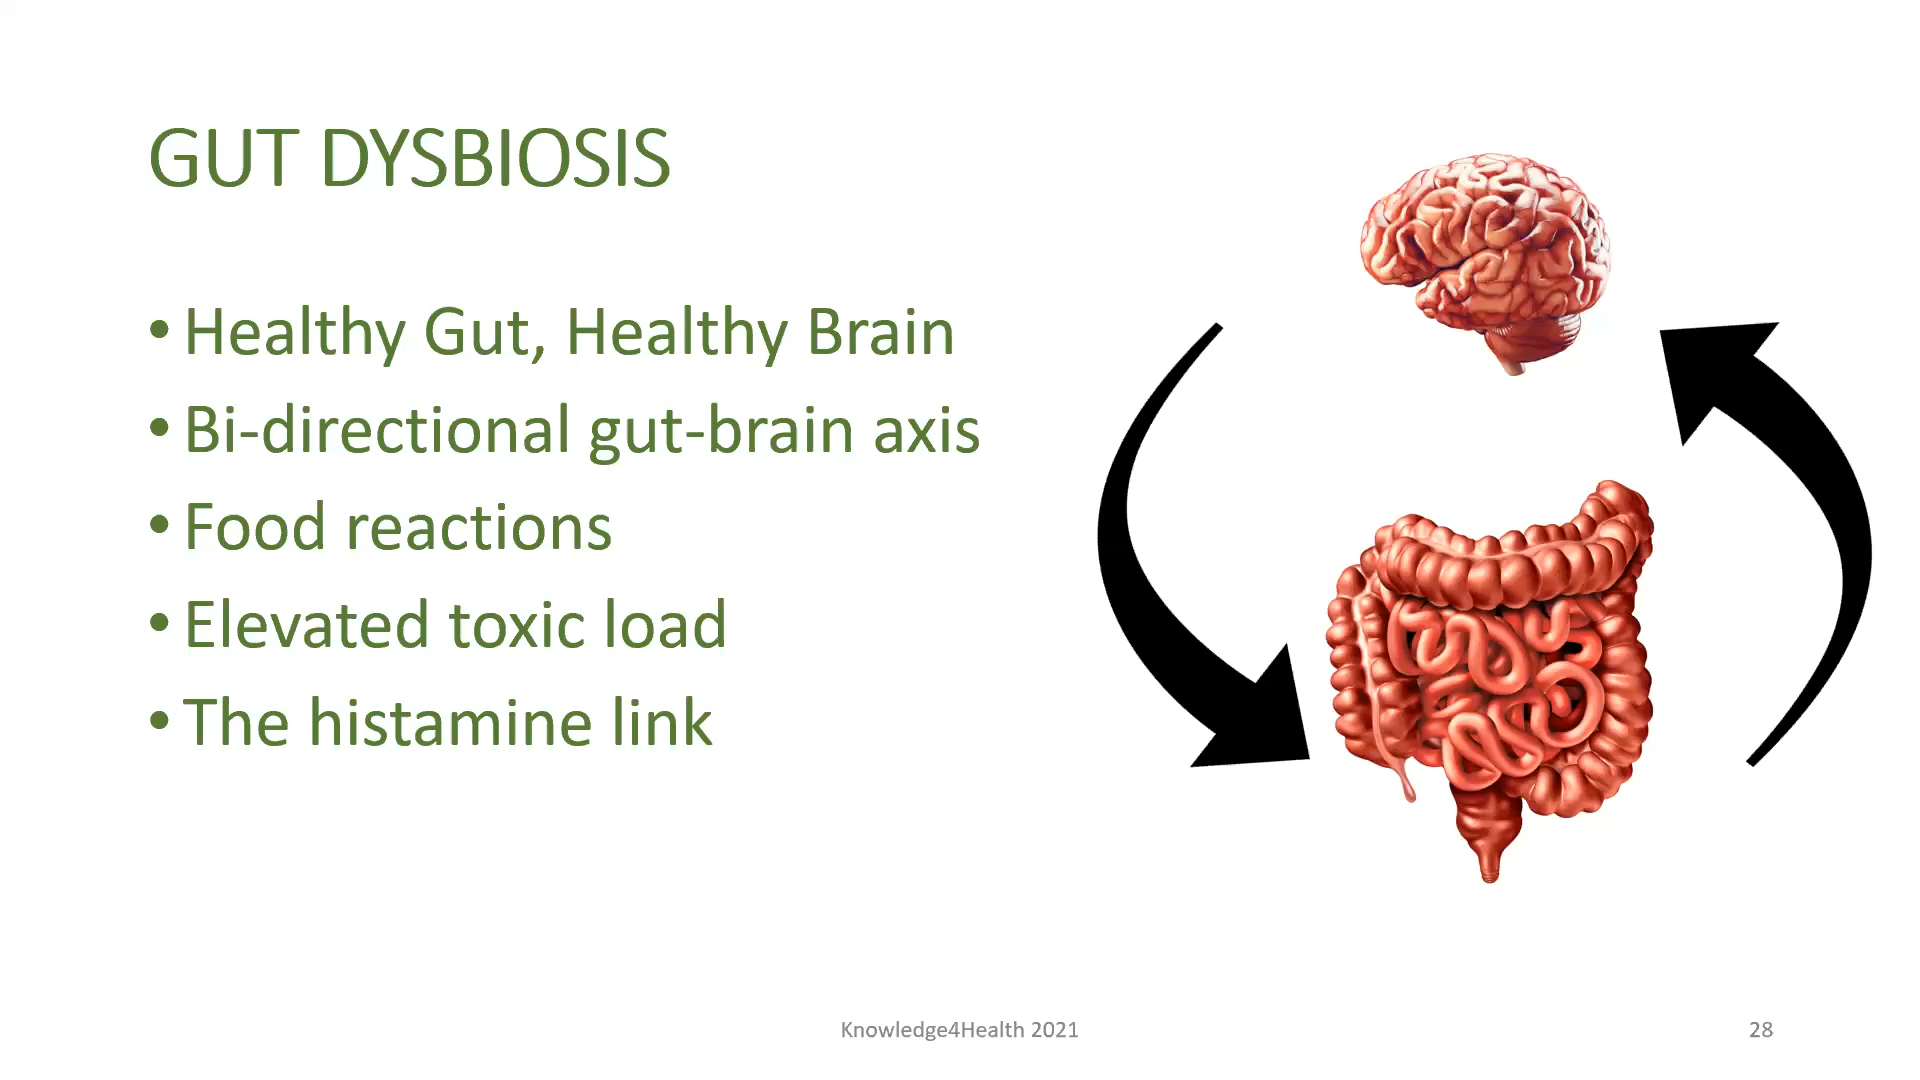 GUT DYSBIOSIS
• Healthy Gut, Healthy Brain
• Bi-directional gut-brain axis
• Food reactions
• Elevated toxic load
• The histamine link
Knowledge4Health 2021
28